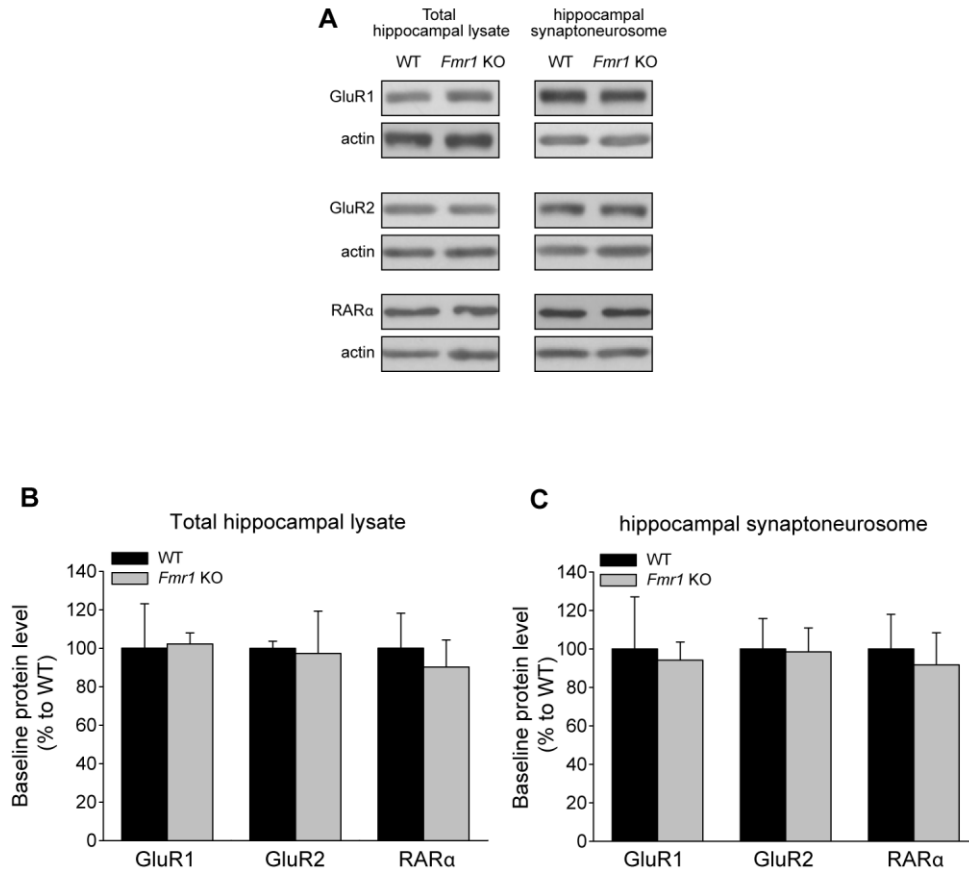 A
Total
hippocampal lysate
hippocampal
synaptoneurosome
WT Fmr1 KO WT Fmr1 KO
GluR1
actin
GluR2
actin
RARα
actin
B
Total hippocampal lysate
WT
Fmr1 KO
Baseline protein level
(% to WT)
140
120
100
80
60
40
20
0
GluR1 GluR2 RARα
C
hippocampal synaptoneurosome
WT
Fmr1 KO
Baseline protein level
(% to WT)
140
120
100
80
60
40
20
0
GluR1 GluR2 RARα